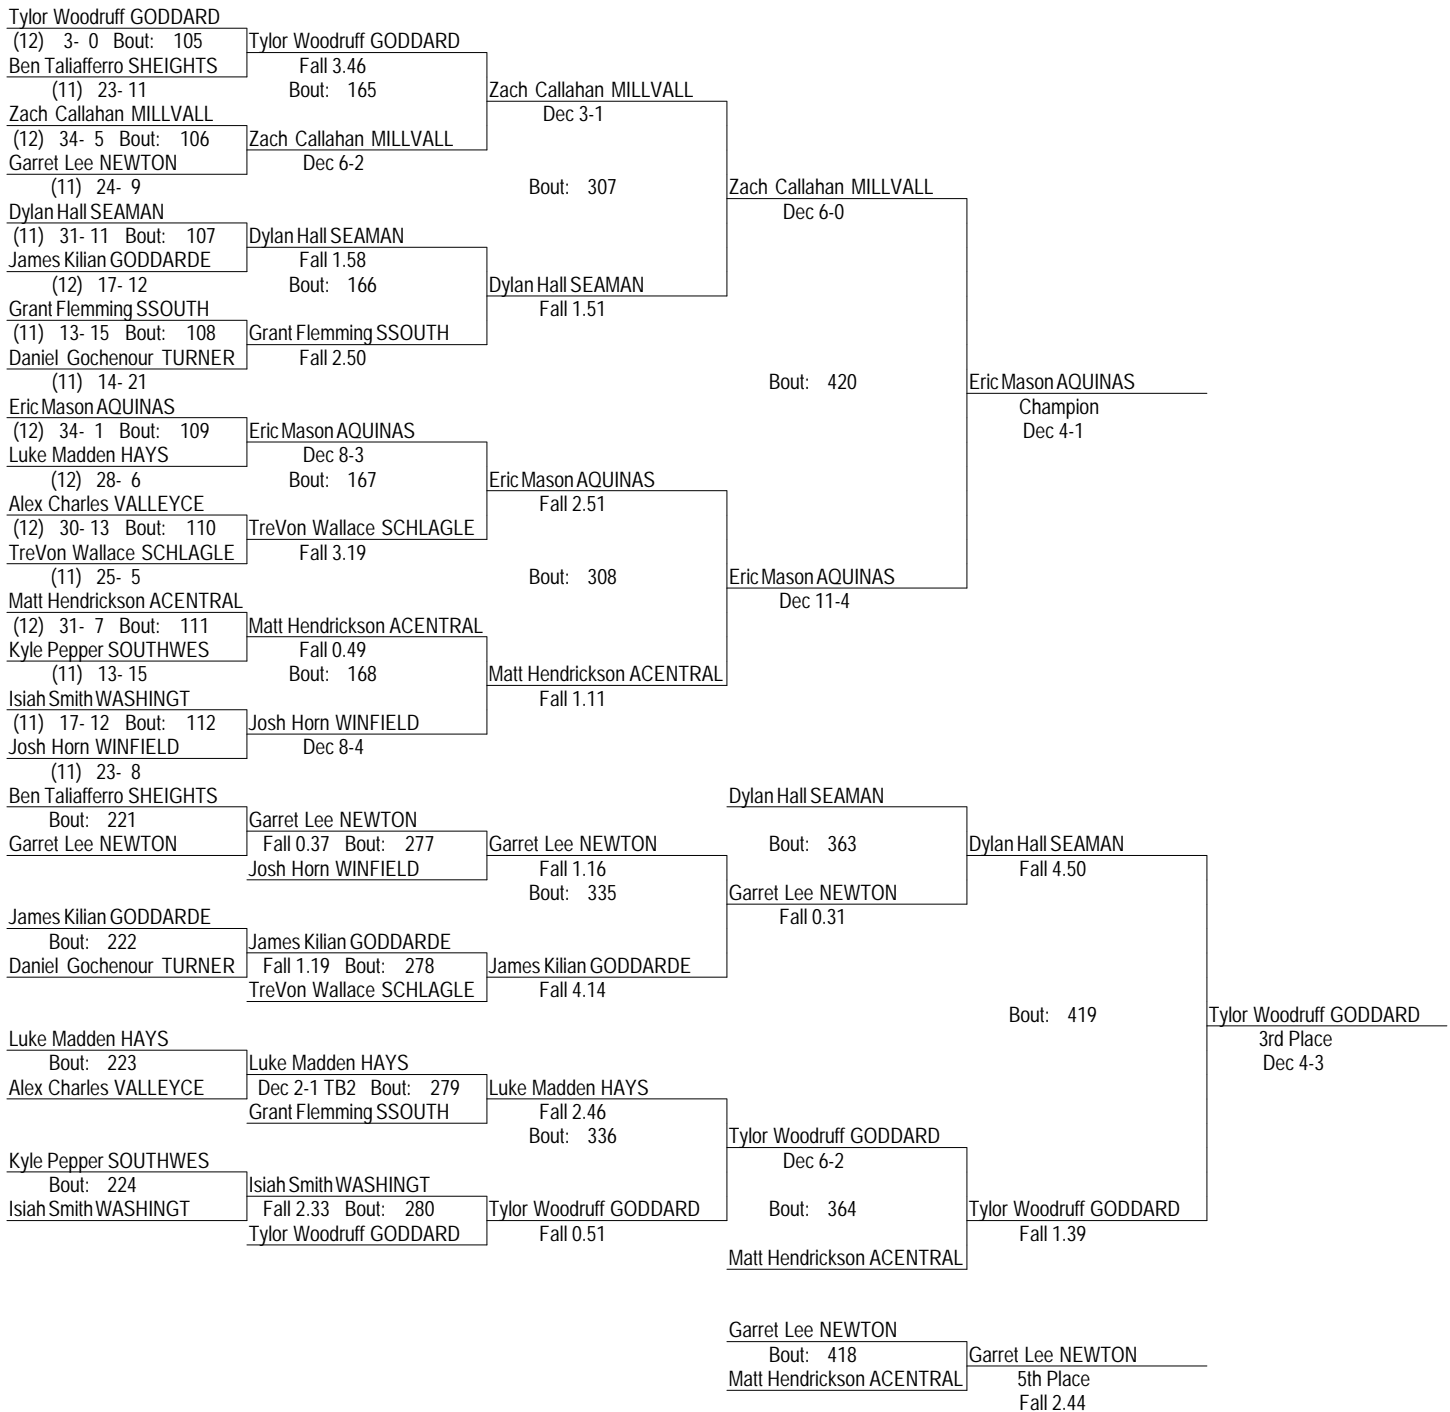 Tylor Woodruff GODDARD
(12) 3- 0 Bout: 105
Tylor Woodruff GODDARD
Ben Taliafferro SHEIGHTS
Fall 3.46
(11) 23- 11
Bout: 165
Zach Callahan MILLVALL
Zach Callahan MILLVALL
Dec 3-1
(12) 34- 5 Bout: 106
Zach Callahan MILLVALL
Garret Lee NEWTON
Dec 6-2
(11) 24- 9
Bout: 307
Zach Callahan MILLVALL
Dylan Hall SEAMAN
Dec 6-0
(11) 31- 11 Bout: 107
Dylan Hall SEAMAN
James Kilian GODDARDE
Fall 1.58
(12) 17- 12
Bout: 166
Dylan Hall SEAMAN
Grant Flemming SSOUTH
Fall 1.51
(11) 13- 15 Bout: 108
Grant Flemming SSOUTH
Daniel Gochenour TURNER
Fall 2.50
(11) 14- 21
Bout: 420
Eric Mason AQUINAS
Eric Mason AQUINAS
Champion
(12) 34- 1 Bout: 109
Eric Mason AQUINAS
Dec 4-1
Luke Madden HAYS
Dec 8-3
(12) 28- 6
Bout: 167
Eric Mason AQUINAS
Alex Charles VALLEYCE
Fall 2.51
(12) 30- 13 Bout: 110
TreVon Wallace SCHLAGLE
TreVon Wallace SCHLAGLE
Fall 3.19
(11) 25- 5
Bout: 308
Eric Mason AQUINAS
Matt Hendrickson ACENTRAL
Dec 11-4
(12) 31- 7 Bout: 111
Matt Hendrickson ACENTRAL
Kyle Pepper SOUTHWES
Fall 0.49
(11) 13- 15
Bout: 168
Matt Hendrickson ACENTRAL
Isiah Smith WASHINGT
Fall 1.11
(11) 17- 12 Bout: 112
Josh Horn WINFIELD
Josh Horn WINFIELD
Dec 8-4
(11) 23- 8
Ben Taliafferro SHEIGHTS
Dylan Hall SEAMAN
Bout: 221
Garret Lee NEWTON
Garret Lee NEWTON
Fall 0.37 Bout: 277
Garret Lee NEWTON
Bout: 363
Dylan Hall SEAMAN
Josh Horn WINFIELD
Fall 1.16
Fall 4.50
Bout: 335
Garret Lee NEWTON
James Kilian GODDARDE
Fall 0.31
Bout: 222
James Kilian GODDARDE
Daniel Gochenour TURNER
Fall 1.19 Bout: 278
James Kilian GODDARDE
TreVon Wallace SCHLAGLE
Fall 4.14
Bout: 419
Tylor Woodruff GODDARD
Luke Madden HAYS
3rd Place
Bout: 223
Luke Madden HAYS
Dec 4-3
Alex Charles VALLEYCE
Dec 2-1 TB2 Bout: 279
Luke Madden HAYS
Grant Flemming SSOUTH
Fall 2.46
Bout: 336
Tylor Woodruff GODDARD
Kyle Pepper SOUTHWES
Dec 6-2
Bout: 224
Isiah Smith WASHINGT
Isiah Smith WASHINGT
Fall 2.33 Bout: 280
Tylor Woodruff GODDARD
Bout: 364
Tylor Woodruff GODDARD
Tylor Woodruff GODDARD
Fall 0.51
Fall 1.39
Matt Hendrickson ACENTRAL
Garret Lee NEWTON
Bout: 418
Garret Lee NEWTON
Matt Hendrickson ACENTRAL
5th Place
Fall 2.44